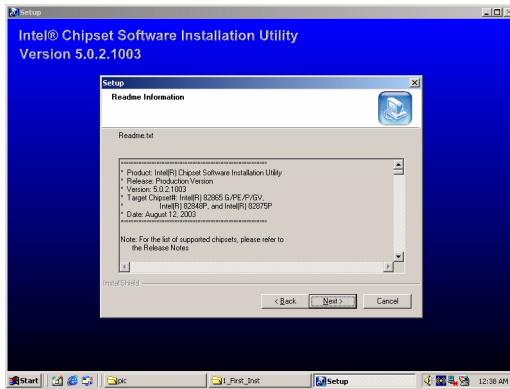 Setup
Intel® Chipset Software Installation Utility
Version 5.0.2.1003
Setup
Readme Information
Readme.txt
************************************************************
* Product: Intel(R) Chipset Software Installation Utility
* Release: Production Version
* Version: 5.0.2.1003
* Target Chipset#: Intel(R) 82865 G/PE/P/GV,
* Intel(R) 82848P, and Intel(R) 82875P
* Date: August 12, 2003
************************************************************
Note: For the list of supported chipsets, please refer to
the Release Notes
InstallShield
< Back
Next >
Cancel
Start
pic
1_First_Inst
Setup
12:38 AM